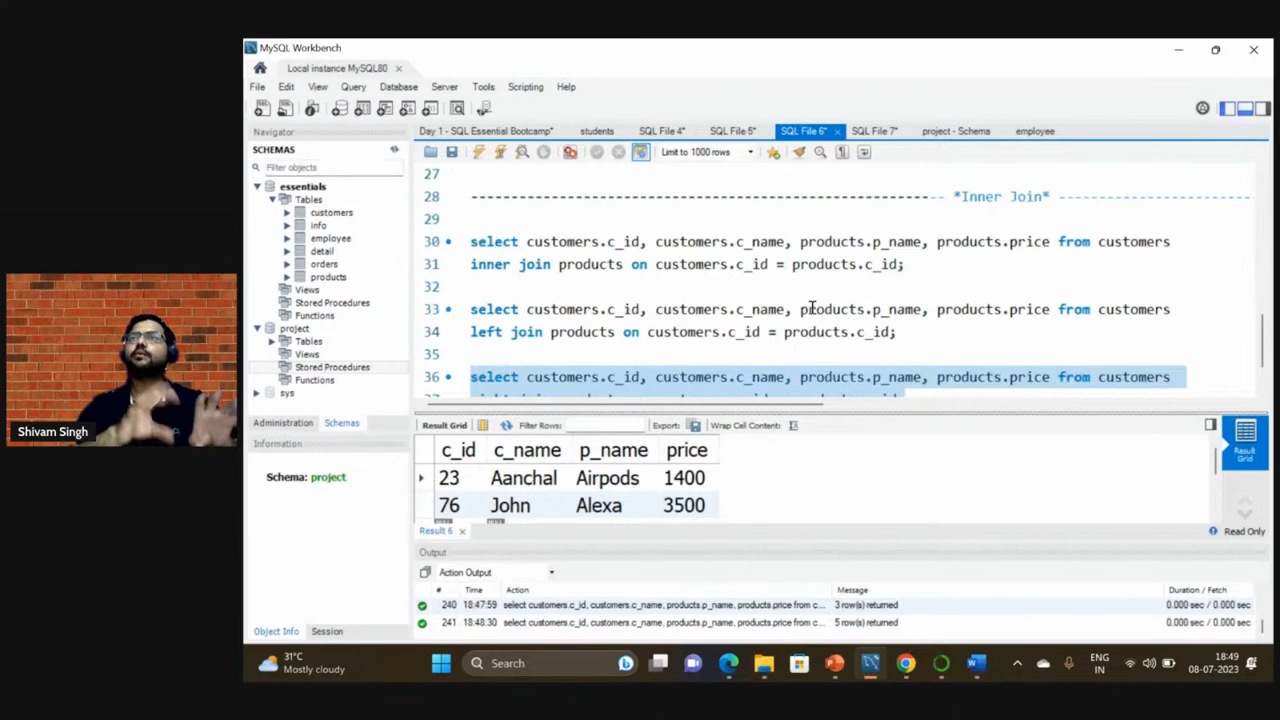 MySQL Workbench
Local instance MySQL80
File Edit View Query Database Server Tools Scripting Help
Navigator
Day 1 - SQL Essential Bootcamp* students SQL File 4* SQL File 5* SQL File 6* SQL File 7* project - Schema employee
SCHEMAS
Limit to 1000 rows
Filter objects
essentials
Tables
customers
info
employee
detail
orders
products
Views
Stored Procedures
Functions
project
Tables
Views
Stored Procedures
Functions
sys
27
28 ---------------------------------------------------------- *Inner Join* ------------------------
29
30 select customers.c_id, customers.c_name, products.p_name, products.price from customers
31 inner join products on customers.c_id = products.c_id;
32
33 select customers.c_id, customers.c_name, products.p_name, products.price from customers
34 left join products on customers.c_id = products.c_id;
35
36 select customers.c_id, customers.c_name, products.p_name, products.price from customers
Administration Schemas
Information
Schema: project
Object Info Session
Result Grid Filter Rows: Export: Wrap Cell Contents:
c_id c_name p_name price
23 Aanchal Airpods 1400
76 John Alexa 3500
Result Grid
Result 6
Read Only
Output
Action Output
# Time Action Message Duration / Fetch
240 18:47:59 select customers.c_id, customers.c_name, products.p_name, products.price from c... 3 row(s) returned 0.000 sec / 0.000 sec
241 18:48:30 select customers.c_id, customers.c_name, products.p_name, products.price from c... 5 row(s) returned 0.000 sec / 0.000 sec
Shivam Singh
31°C
Mostly cloudy
Search
ENG
IN
18:49
08-07-2023